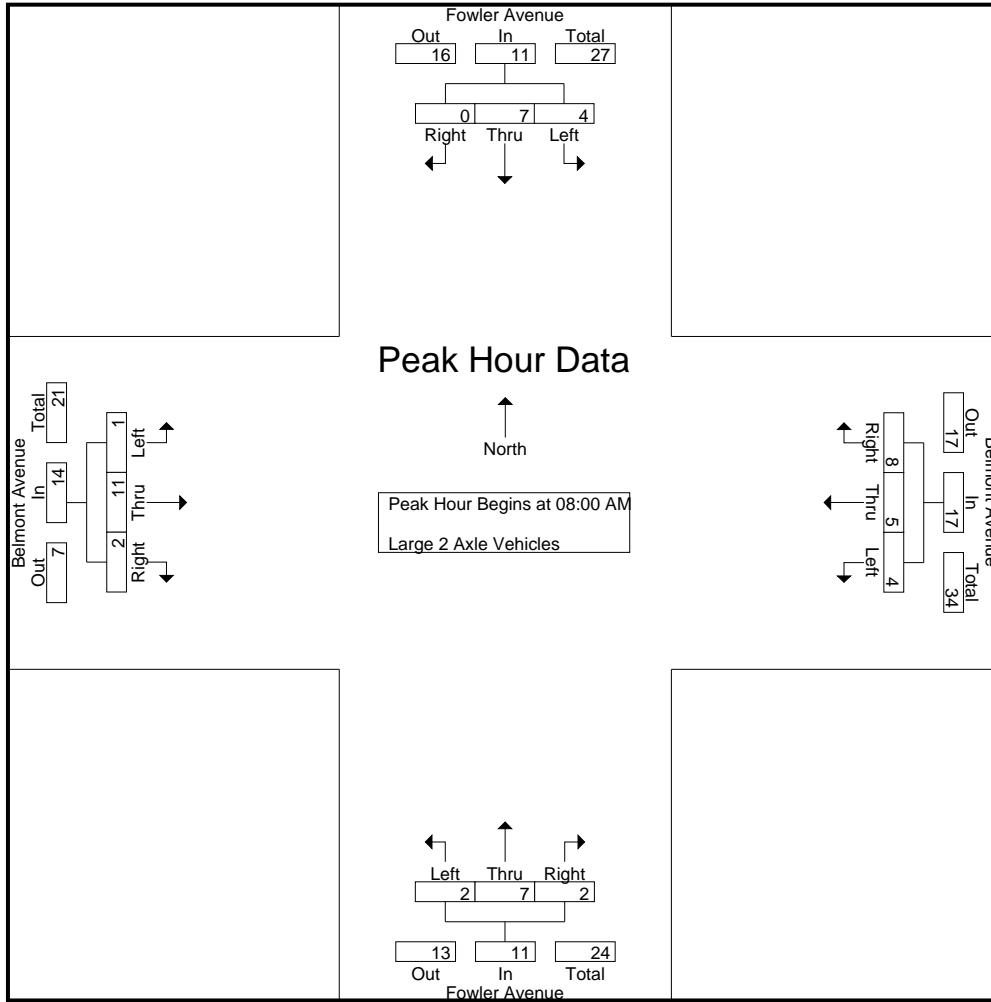 Fowler Avenue
Out In Total
16 11 27
0 7 4
Right Thru Left
Peak Hour Data
North
Peak Hour Begins at 08:00 AM
Large 2 Axle Vehicles
Belmont Avenue
Total In Out
21 14 7
1 11 2
Left Thru Right
Belmont Avenue
Out In Total
17 17 34
8 5 4
Right Thru Left
Left Thru Right
2 7 2
13 11 24
Out In Total
Fowler Avenue